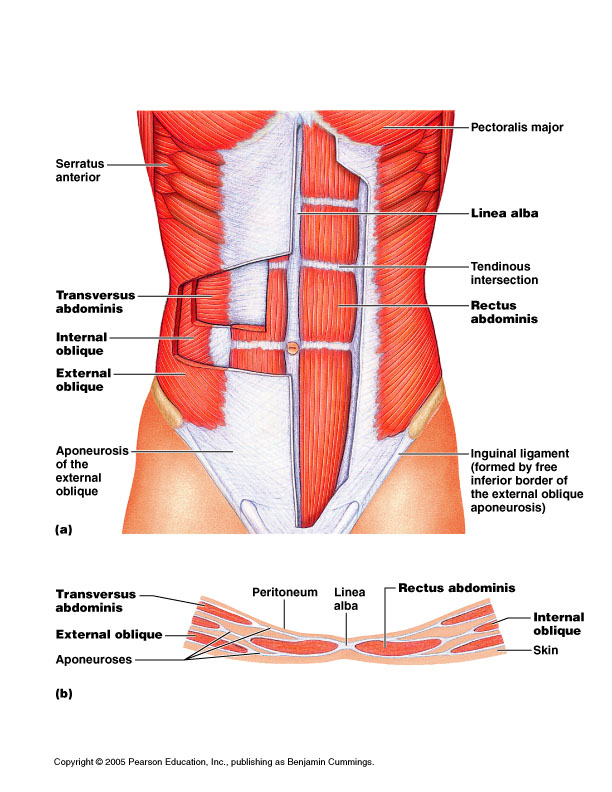 Pectoralis major
Serratus
anterior
Linea alba
Tendinous
intersection
Transversus
abdominis
Rectus
abdominis
Internal
oblique
External
oblique
Aponeurosis
of the
external
oblique
Inguinal ligament
(formed by free
inferior border of
the external oblique
aponeurosis)
(a)
Transversus
abdominis
Peritoneum
Linea
alba
Rectus abdominis
Internal
oblique
External oblique
Skin
Aponeuroses
(b)
Copyright © 2005 Pearson Education, Inc., publishing as Benjamin Cummings.